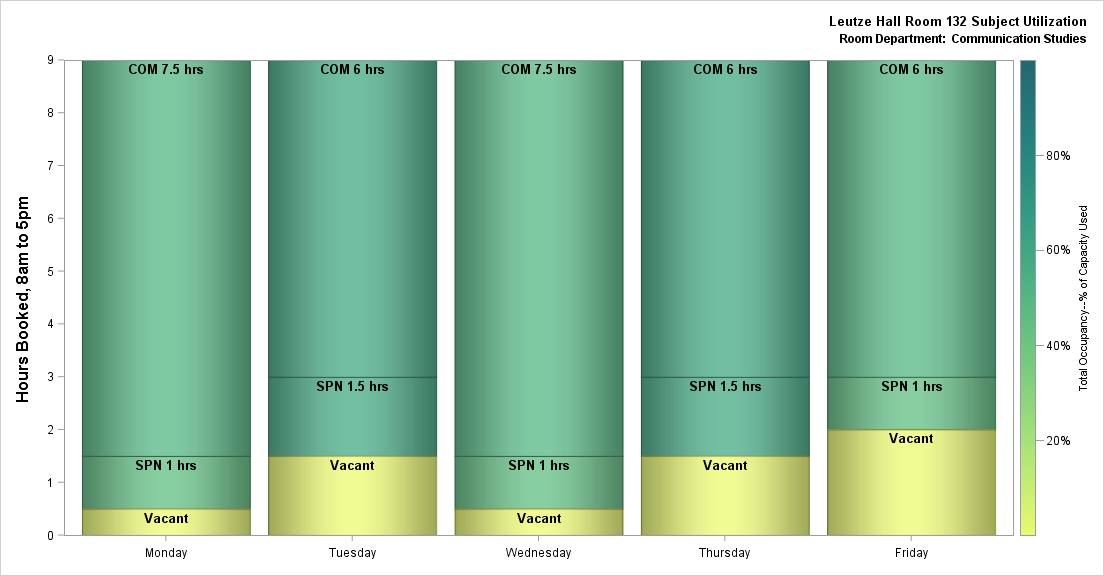 Leutze Hall Room 132 Subject Utilization
Room Department: Communication Studies
Hours Booked, 8am to 5pm
9
8
7
6
5
4
3
2
1
0
COM 7.5 hrs
SPN 1 hrs
Vacant
COM 6 hrs
SPN 1.5 hrs
Vacant
COM 7.5 hrs
SPN 1 hrs
Vacant
COM 6 hrs
SPN 1.5 hrs
Vacant
COM 6 hrs
SPN 1 hrs
Vacant
Monday
Tuesday
Wednesday
Thursday
Friday
80%
60%
40%
20%
Total Occupancy--% of Capacity Used